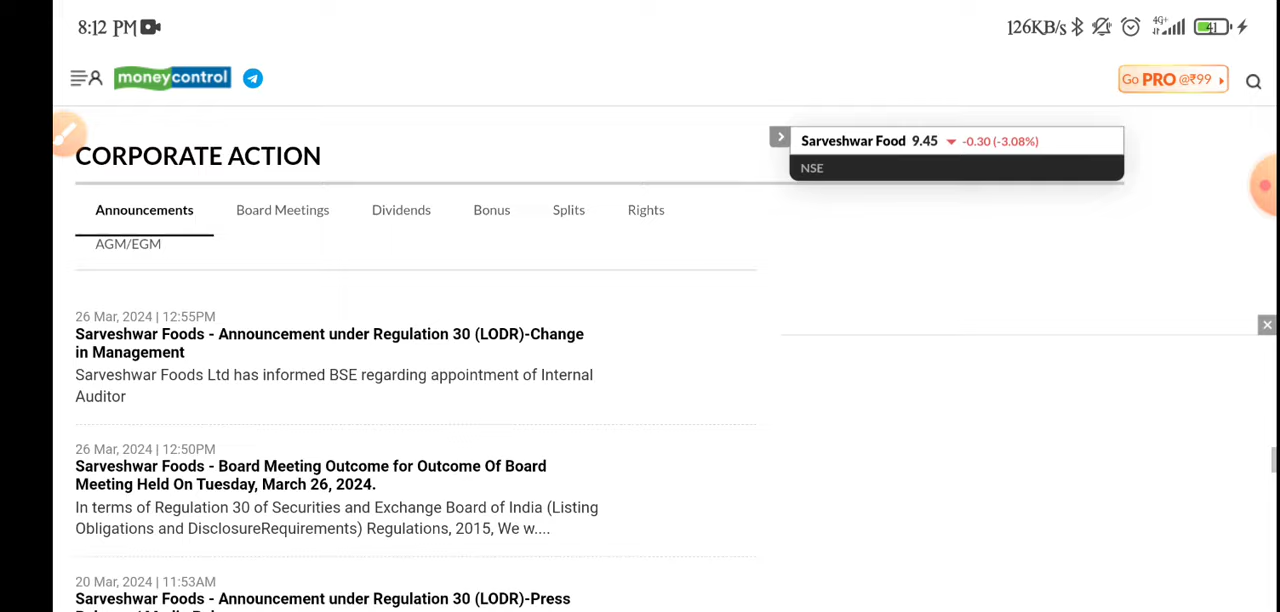 8:12 PM
126KB/s 4G+ 41
moneycontrol
Go PRO @₹99
CORPORATE ACTION
Sarveshwar Food 9.45 -0.30 (-3.08%)
NSE
Announcements Board Meetings Dividends Bonus Splits Rights
AGM/EGM
26 Mar, 2024 | 12:55PM
Sarveshwar Foods - Announcement under Regulation 30 (LODR)-Change
in Management
Sarveshwar Foods Ltd has informed BSE regarding appointment of Internal
Auditor
26 Mar, 2024 | 12:50PM
Sarveshwar Foods - Board Meeting Outcome for Outcome Of Board
Meeting Held On Tuesday, March 26, 2024.
In terms of Regulation 30 of Securities and Exchange Board of India (Listing
Obligations and DisclosureRequirements) Regulations, 2015, We w....
20 Mar, 2024 | 11:53AM
Sarveshwar Foods - Announcement under Regulation 30 (LODR)-Press